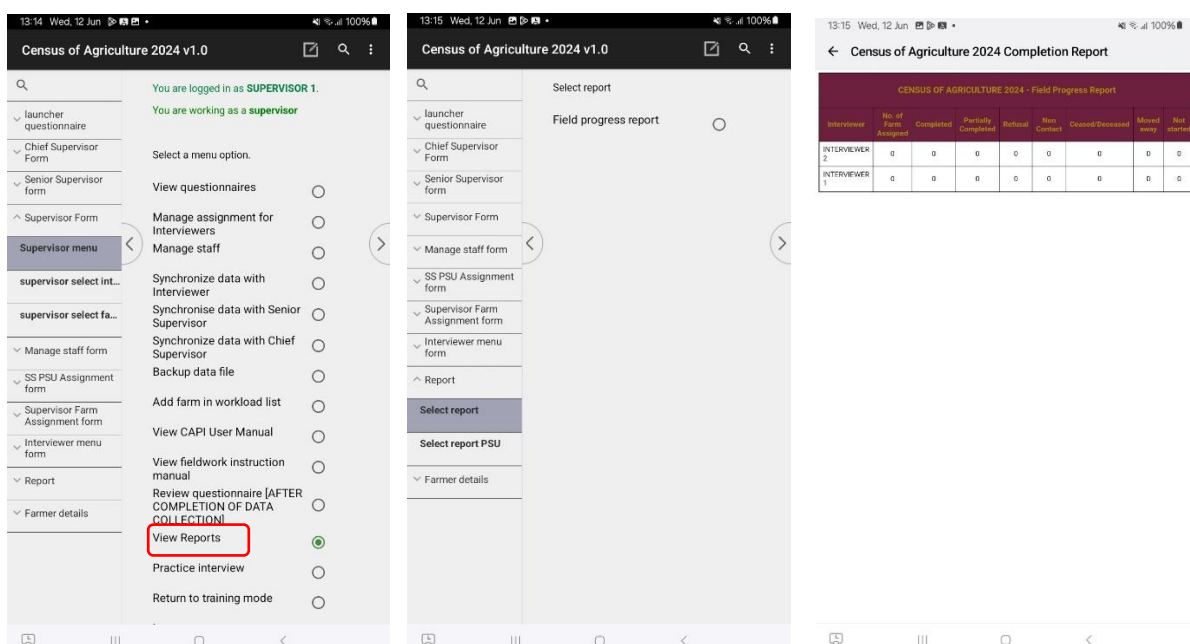 13:14 Wed, 12 Jun
100%
Census of Agriculture 2024 v1.0
launcher
questionnaire
Chief Supervisor
Form
Senior Supervisor
form
Supervisor Form
Supervisor menu
supervisor select int...
supervisor select fa...
Manage staff form
SS PSU Assignment
form
Supervisor Farm
Assignment form
Interviewer menu
form
Report
Farmer details
You are logged in as SUPERVISOR 1.
You are working as a supervisor
Select a menu option.
View questionnaires
Manage assignment for
Interviewers
Manage staff
Synchronize data with
Interviewer
Synchronise data with Senior
Supervisor
Synchronize data with Chief
Supervisor
Backup data file
Add farm in workload list
View CAPI User Manual
View fieldwork instruction
manual
Review questionnaire [AFTER
COMPLETION OF DATA
COLLECTION]
View Reports
Practice interview
Return to training mode
13:15 Wed, 12 Jun
100%
Census of Agriculture 2024 v1.0
launcher
questionnaire
Chief Supervisor
Form
Senior Supervisor
form
Supervisor Form
Manage staff form
SS PSU Assignment
form
Supervisor Farm
Assignment form
Interviewer menu
form
Report
Select report
Select report PSU
Farmer details
Select report
Field progress report
13:15 Wed, 12 Jun
100%
Census of Agriculture 2024 Completion Report
CENSUS OF AGRICULTURE 2024 - Field Progress Report
Interviewer No. of Farm Assigned Completed Partially Completed Refusal Non Contact Ceased/Deceased Moved away Not started
INTERVIEWER 2 0 0 0 0 0 0 0 0
INTERVIEWER 1 0 0 0 0 0 0 0 0